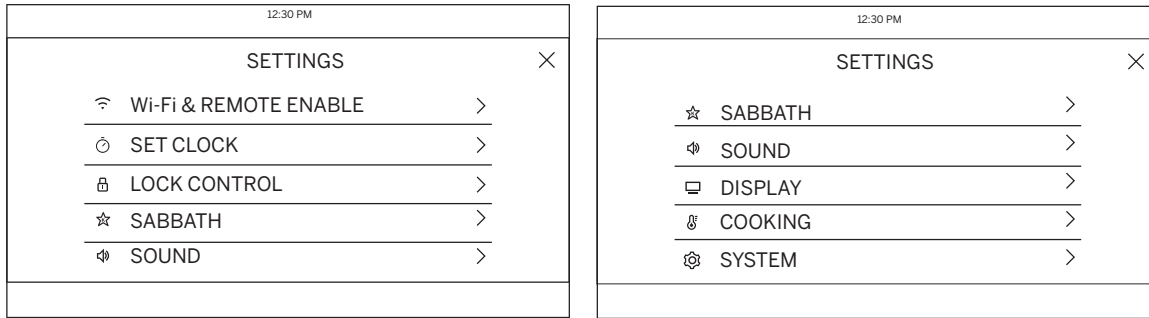 12:30 PM
SETTINGS
Wi-Fi & REMOTE ENABLE
SET CLOCK
LOCK CONTROL
SABBATH
SOUND
12:30 PM
SETTINGS
SABBATH
SOUND
DISPLAY
COOKING
SYSTEM